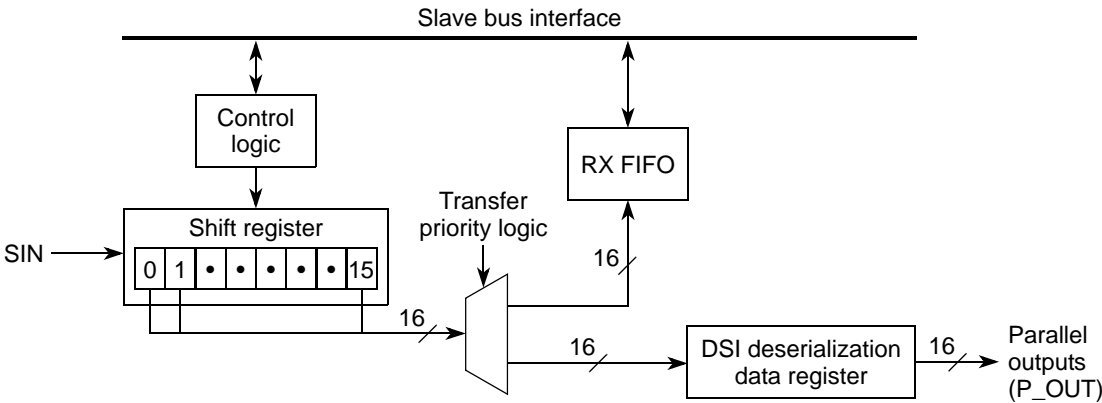 Slave bus interface
Control
logic
RX FIFO
Transfer
priority logic
Shift register
SIN
0 1 • • • • • 15
16
16
16
16
DSI deserialization
data register
Parallel
outputs
(P_OUT)